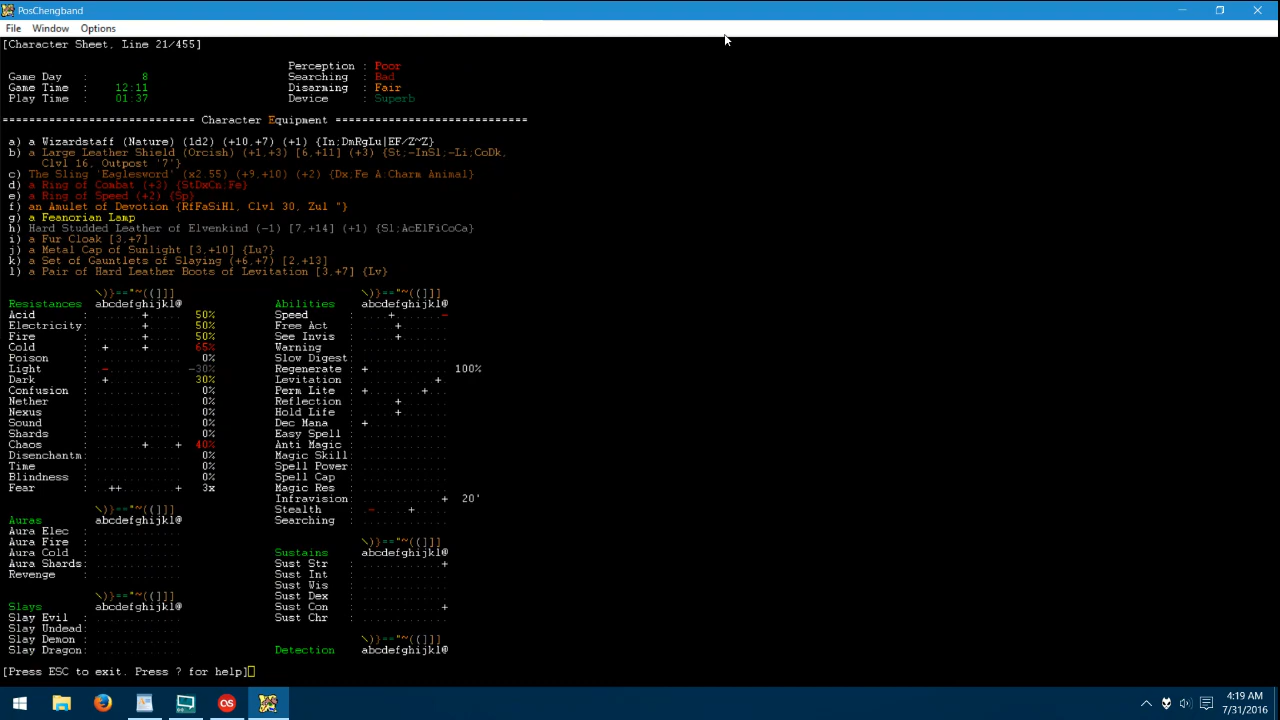 PosChengband
File Window Options
[Character Sheet, Line 21/455]
Perception : Poor
Game Day : 8 Searching : Bad
Game Time : 12:11 Disarming : Fair
Play Time : 01:37 Device : Superb
============================ Character Equipment =============================
a) a Wizardstaff (Nature) (1d2) (+10,+7) (+1) {In;DmRgLu|EF/Z~Z}
b) a Large Leather Shield (Orcish) (+1,+3) [6,+11] (+3) {St;-InSl;-Li;CoDk,
Clvl 16, Outpost '7'}
c) The Sling 'Eaglesword' (x2.55) (+9,+10) (+2) {Dx;Fe A:Charm Animal}
d) a Ring of Combat (+3) {StDxCn;Fe}
e) a Ring of Speed (+2) {Sp}
f) an Amulet of Devotion {RfFaSiHl, Clvl 30, Zul "}
g) a Feanorian Lamp
h) Hard Studded Leather of Elvenkind (-1) [7,+14] (+1) {Sl;AcElFiCoCa}
i) a Fur Cloak [3,+7]
j) a Metal Cap of Sunlight [3,+10] {Lu?}
k) a Set of Gauntlets of Slaying (+6,+7) [2,+13]
l) a Pair of Hard Leather Boots of Levitation [3,+7] {Lv}
\)}=="~((]]] \)}=="~((]]]
Resistances abcdefghijkl@ Abilities abcdefghijkl@
Acid : ........+..... 50% Speed : ....+.......-
Electricity: ........+..... 50% Free Act : .....+.......
Fire : ........+..... 50% See Invis : .....+.......
Cold : .+.....+..... 65% Warning : .............
Poison : ............. 0% Slow Digest: .............
Light : .-........... -30% Regenerate : +............ 100%
Dark : .+........... 30% Levitation : ...........+.
Confusion : ............. 0% Perm Lite : +........+...
Nether : ............. 0% Reflection : .....+.......
Nexus : ............. 0% Hold Life : .....+.......
Sound : ............. 0% Dec Mana : +............
Shards : ............. 0% Easy Spell : .............
Chaos : .......+....+ 40% Anti Magic : .............
Disenchantm: ............. 0% Magic Skill: .............
Time : ............. 0% Spell Power: .............
Blindness : ............. 0% Spell Cap : .............
Fear : ..++........+ 3x Magic Res : .............
Infravision: ............+ 20'
\)}=="~((]]] Stealth : .-.....+.....
Auras abcdefghijkl@ Searching : .............
Aura Elec : .............
Aura Fire : ............. \)}=="~((]]]
Aura Cold : ............. Sustains abcdefghijkl@
Aura Shards: ............. Sust Str : ............+
Revenge : ............. Sust Int : .............
Sust Wis : .............
\)}=="~((]]] Sust Dex : .............
Slays abcdefghijkl@ Sust Con : ............+
Slay Evil : ............. Sust Chr : .............
Slay Undead: .............
Slay Demon : ............. \)}=="~((]]]
Slay Dragon: ............. Detection abcdefghijkl@
[Press ESC to exit. Press ? for help]
4:19 AM
7/31/2016